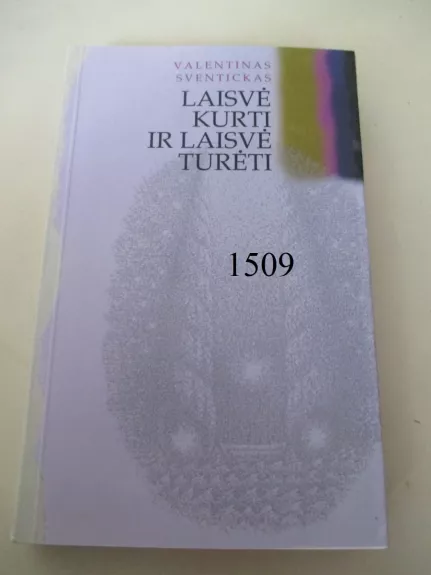 VALENTINAS
SVENTICKAS
LAISVĖ
KURTI
IR LAISVĖ
TURĖTI
1509